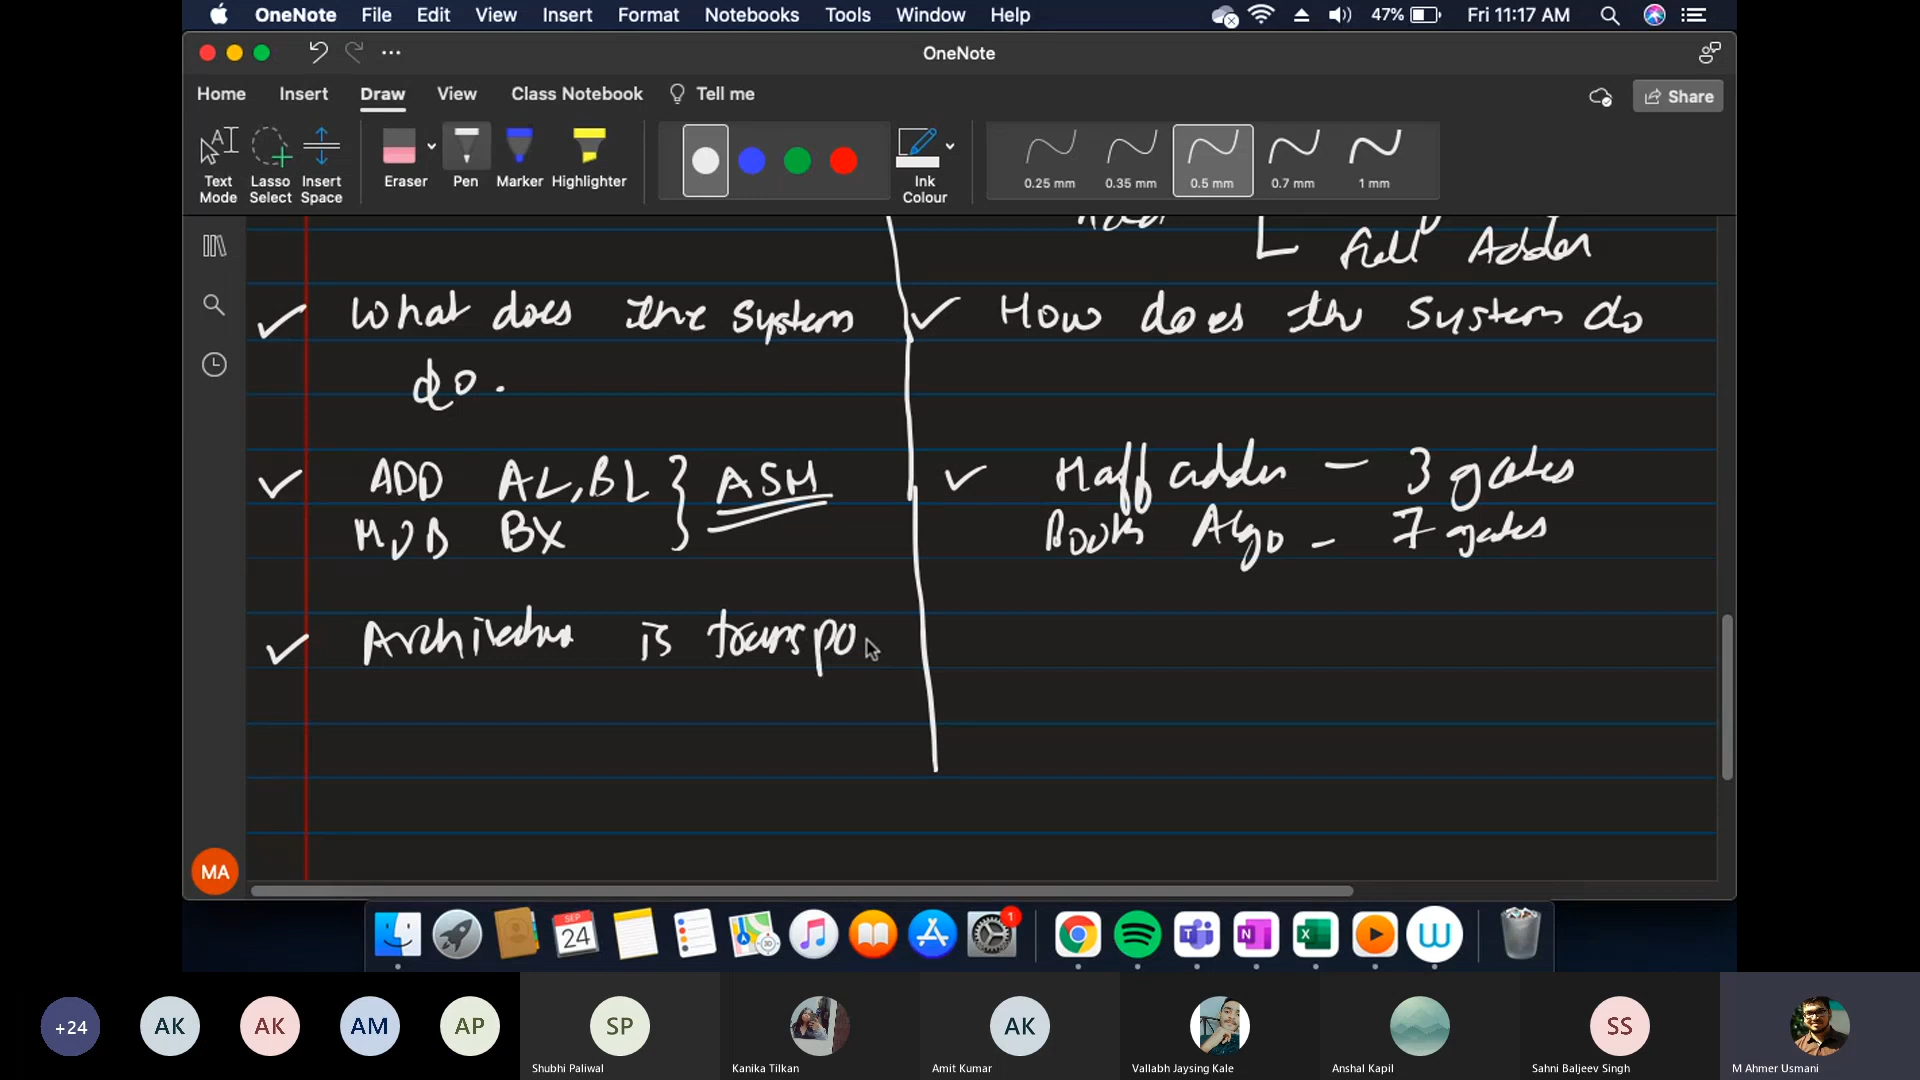 OneNote File Edit View Insert Format Notebooks Tools Window Help 47% Fri 11:17 AM
OneNote
Home Insert Draw View Class Notebook Tell me Share
Text Mode Lasso Select Insert Space Eraser Pen Marker Highlighter Ink Colour 0.25 mm 0.35 mm 0.5 mm 0.7 mm 1 mm
Full Adder
✓ What does the system
do.
✓ How does the system do
✓ ADD AL, BL } ASM
BX
✓ Half adder - 3 gates
Algo - 7 gates
✓ is transpa
MA
SEP
24
1
+24 AK AK AM AP SP AK SS
Shubhi Paliwal Kanika Tilkan Amit Kumar Vallabh Jaysing Kale Anshal Kapil Sahni Baljeev Singh M Ahmer Usmani